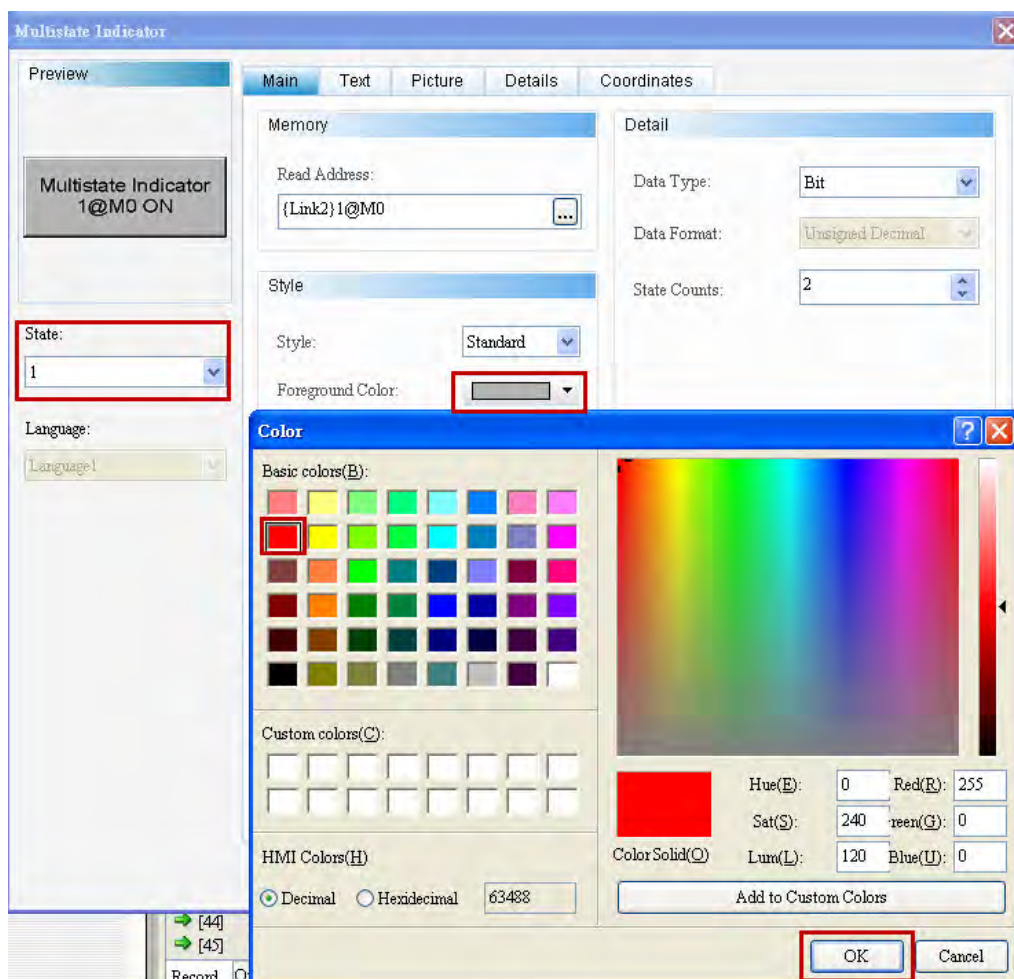 Multistate Indicator
Preview
Multistate Indicator
1@M0 ON
State:
1
Language:
Language1
Main Text Picture Details Coordinates
Memory
Read Address:
{Link2}1@M0
...
Style
Style: Standard
Foreground Color:
Detail
Data Type: Bit
Data Format: Unsigned Decimal
State Counts: 2
Color
?
Basic colors(B):
Custom colors(C):
HMI Colors(H)
Decimal Hexidecimal 63488
Color|Solid(O)
Hue(E): 0 Red(R): 255
Sat(S): 240 reen(G): 0
Lum(L): 120 Blue(U): 0
Add to Custom Colors
OK Cancel
[44]
[45]
Record